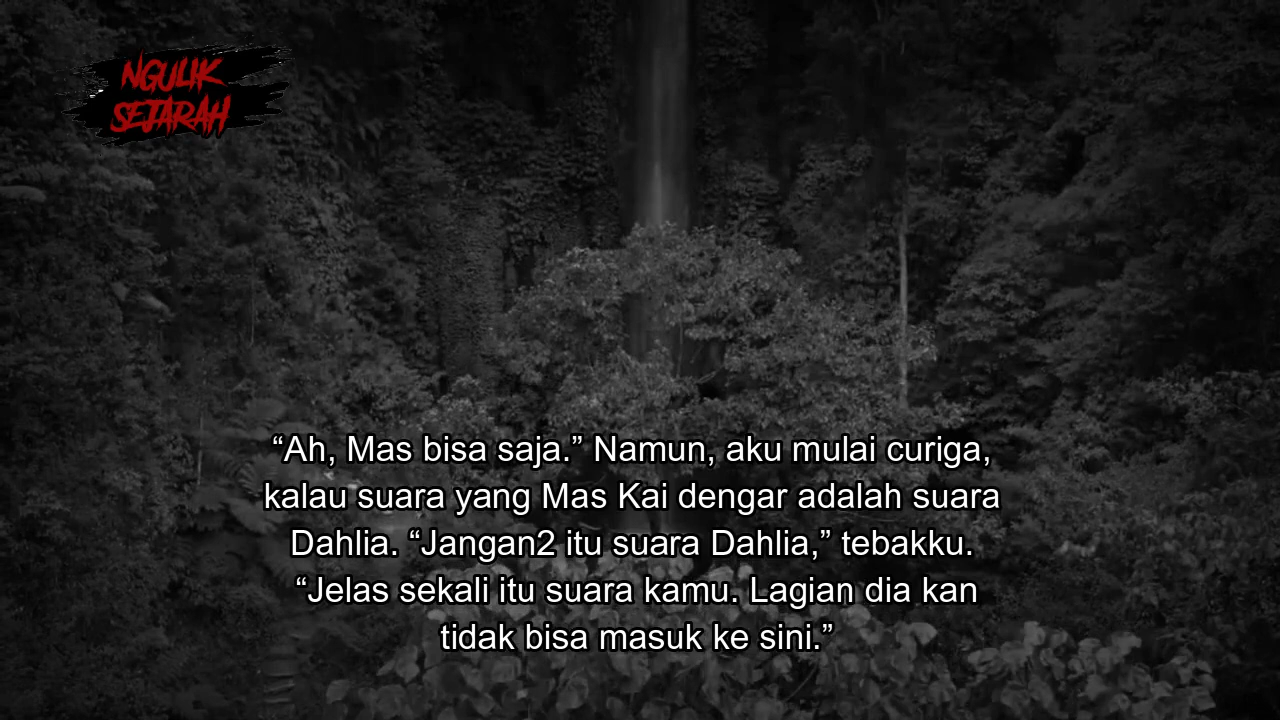 NGULIK
SEJARAH
“Ah, Mas bisa saja.” Namun, aku mulai curiga,
kalau suara yang Mas Kai dengar adalah suara
Dahlia. “Jangan2 itu suara Dahlia,” tebakku.
“Jelas sekali itu suara kamu. Lagian dia kan
tidak bisa masuk ke sini.”